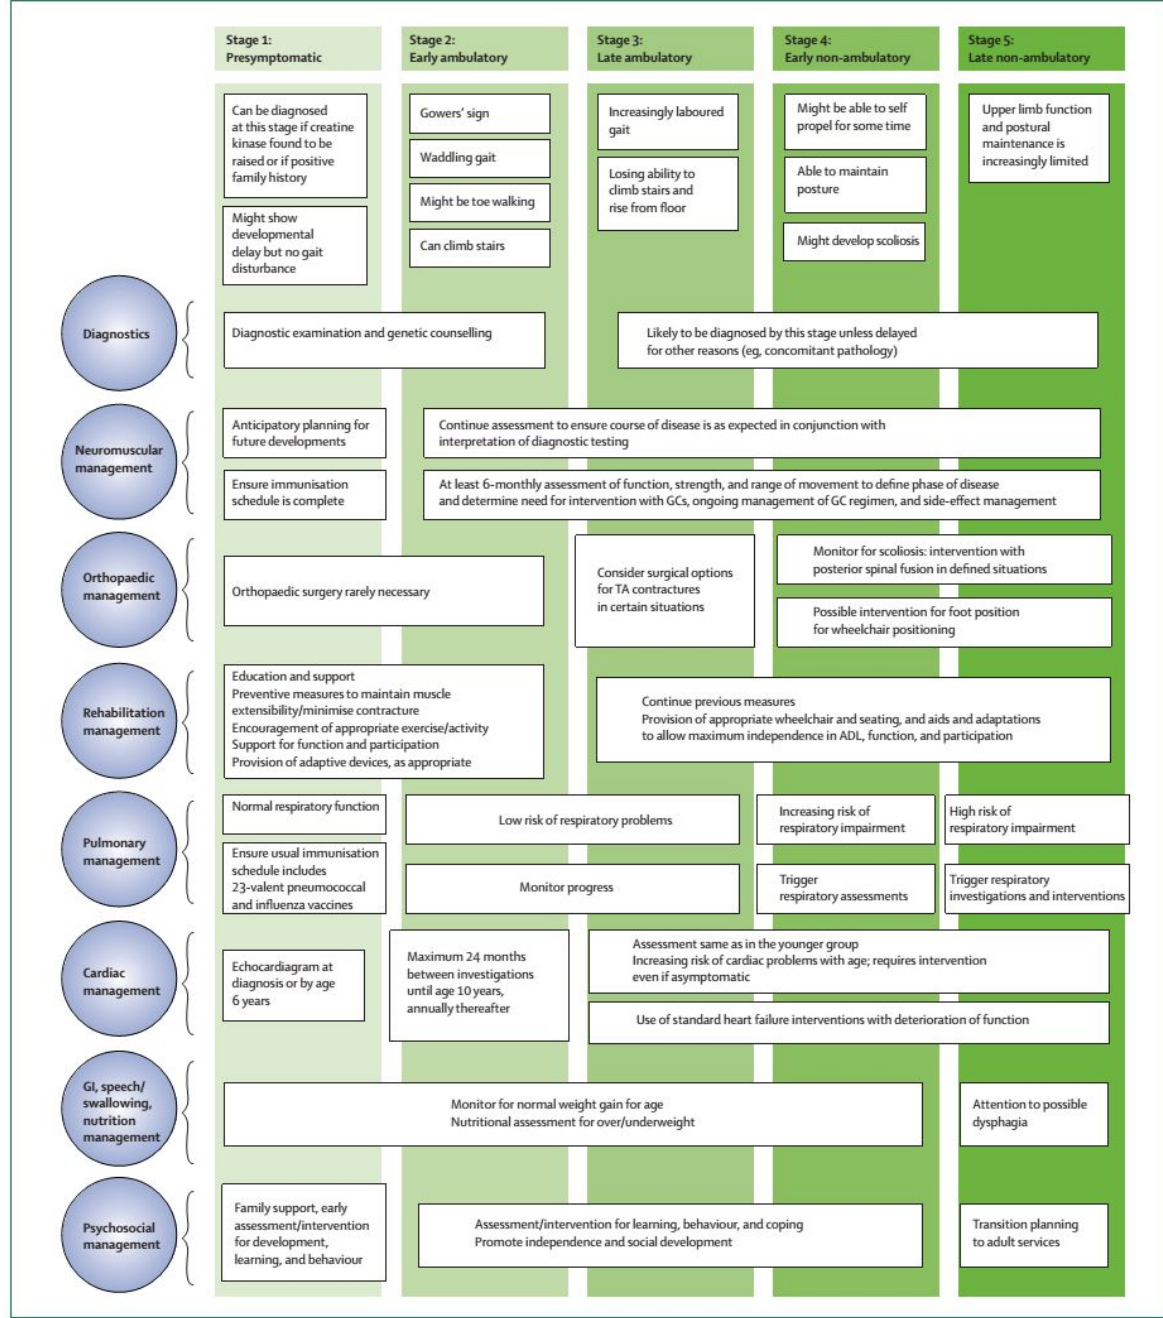 Stage 1:
Presymptomatic
Stage 2:
Early ambulatory
Stage 3:
Late ambulatory
Stage 4:
Early non-ambulatory
Stage 5:
Late non-ambulatory
Can be diagnosed
at this stage if creatine
kinase found to be
raised or if positive
family history
Might show
developmental
delay but no gait
disturbance
Gowers’ sign
Waddling gait
Might be toe walking
Can climb stairs
Increasingly laboured
gait
Losing ability to
climb stairs and
rise from floor
Might be able to self
propel for some time
Able to maintain
posture
Might develop scoliosis
Upper limb function
and postural
maintenance is
increasingly limited
Diagnostics
Diagnostic examination and genetic counselling
Likely to be diagnosed by this stage unless delayed
for other reasons (eg, concomitant pathology)
Neuromuscular
management
Anticipatory planning for
future developments
Ensure immunisation
schedule is complete
Continue assessment to ensure course of disease is as expected in conjunction with
interpretation of diagnostic testing
At least 6-monthly assessment of function, strength, and range of movement to define phase of disease
and determine need for intervention with GCs, ongoing management of GC regimen, and side-effect management
Orthopaedic
management
Orthopaedic surgery rarely necessary
Consider surgical options
for TA contractures
in certain situations
Monitor for scoliosis: intervention with
posterior spinal fusion in defined situations
Possible intervention for foot position
for wheelchair positioning
Rehabilitation
management
Education and support
Preventive measures to maintain muscle
extensibility/minimise contracture
Encouragement of appropriate exercise/activity
Support for function and participation
Provision of adaptive devices, as appropriate
Continue previous measures
Provision of appropriate wheelchair and seating, and aids and adaptations
to allow maximum independence in ADL, function, and participation
Pulmonary
management
Normal respiratory function
Ensure usual immunisation
schedule includes
23-valent pneumococcal
and influenza vaccines
Low risk of respiratory problems
Monitor progress
Increasing risk of
respiratory impairment
Trigger
respiratory assessments
High risk of
respiratory impairment
Trigger respiratory
investigations and interventions
Cardiac
management
Echocardiagram at
diagnosis or by age
6 years
Maximum 24 months
between investigations
until age 10 years,
annually thereafter
Assessment same as in the younger group
Increasing risk of cardiac problems with age; requires intervention
even if asymptomatic
Use of standard heart failure interventions with deterioration of function
GI, speech/
swallowing,
nutrition
management
Monitor for normal weight gain for age
Nutritional assessment for over/underweight
Attention to possible
dysphagia
Psychosocial
management
Family support, early
assessment/intervention
for development,
learning, and behaviour
Assessment/intervention for learning, behaviour, and coping
Promote independence and social development
Transition planning
to adult services